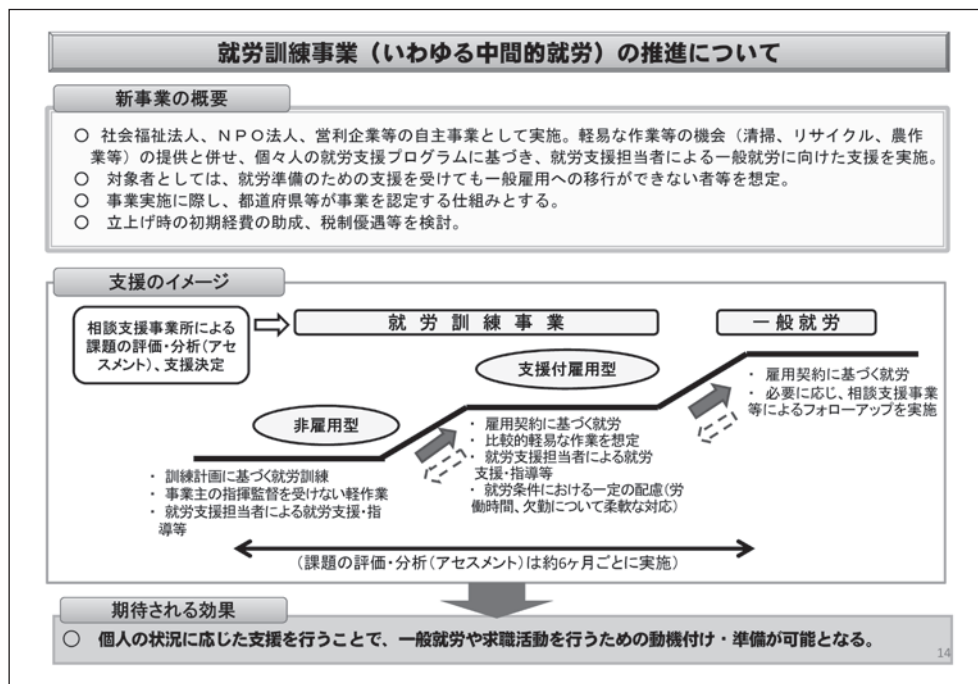 就労訓練事業（いわゆる中間的就労）の推進について
新事業の概要
○ 社会福祉法人、ＮＰＯ法人、営利企業等の自主事業として実施。軽易な作業等の機会（清掃、リサイクル、農作
業等）の提供と併せ、個々人の就労支援プログラムに基づき、就労支援担当者による一般就労に向けた支援を実施。
○ 対象者としては、就労準備のための支援を受けても一般雇用への移行ができない者等を想定。
○ 事業実施に際し、都道府県等が事業を認定する仕組みとする。
○ 立上げ時の初期経費の助成、税制優遇等を検討。
支援のイメージ
相談支援事業所による
課題の評価・分析（アセ
スメント）、支援決定
就労訓練事業
一般就労
支援付雇用型
非雇用型
・ 訓練計画に基づく就労訓練
・ 事業主の指揮監督を受けない軽作業
・ 就労支援担当者による就労支援・指
導等
・ 雇用契約に基づく就労
・ 比較的軽易な作業を想定
・ 就労支援担当者による就労
支援・指導等
・ 就労条件における一定の配慮（労
働時間、欠勤について柔軟な対応）
・ 雇用契約に基づく就労
・ 必要に応じ、相談支援事業
等によるフォローアップを実施
（課題の評価・分析（アセスメント）は約6ヶ月ごとに実施）
期待される効果
○ 個人の状況に応じた支援を行うことで、一般就労や求職活動を行うための動機付け・準備が可能となる。
14